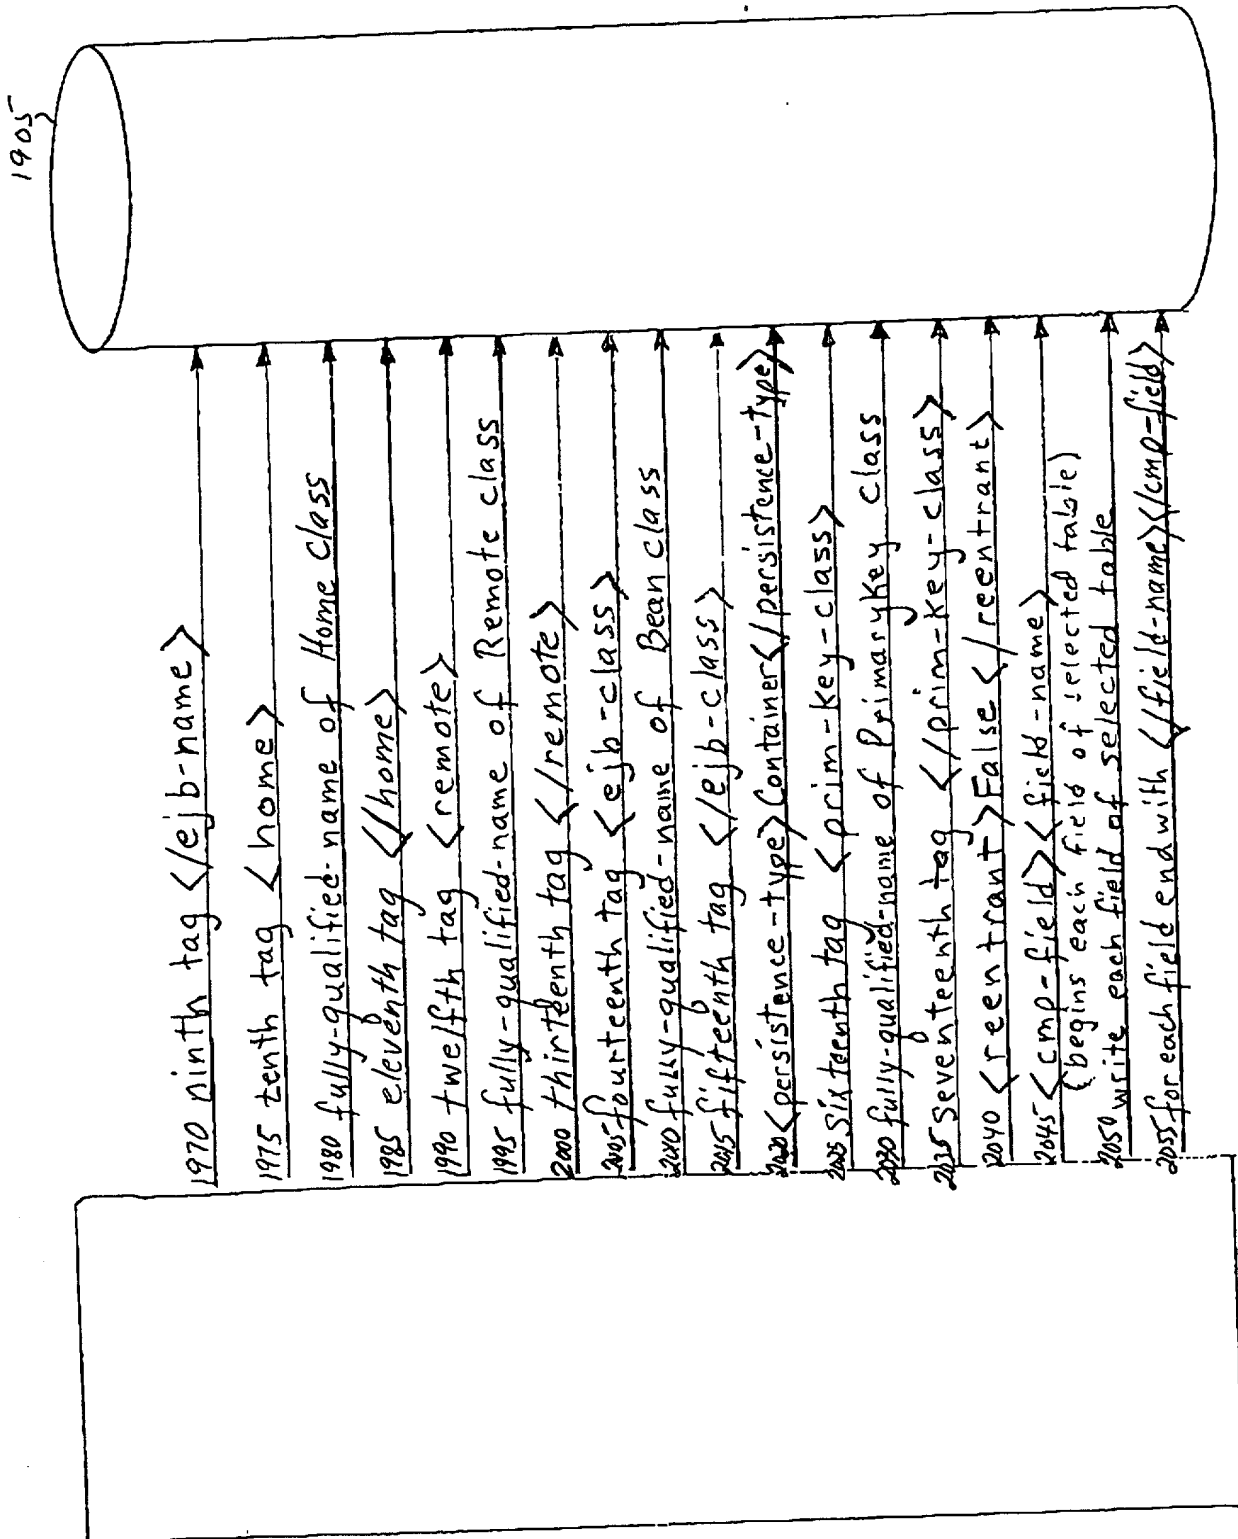 1905
1970 ninth tag </ejb-name>
1975 tenth tag <home>
1980 fully-qualified-name of Home class
1985 eleventh tag </home>
1990 twelfth tag <remote>
1995 fully-qualified-name of Remote class
2000 thirteenth tag </remote>
2005 fourteenth tag <ejb-class>
2010 fully-qualified-name of Bean class
2015 fifteenth tag </ejb-class>
2020 <persistence-type>Container</persistence-type>
2025 Sixteenth tag <prim-key-class>
2030 fully-qualified-name of Primarykey class
2035 Seventeenth tag </prim-key-class>
2040 <reentrant>False</reentrant>
2045 <cmp-field><field-name>
(begins each field of selected table)
2050 write each field of selected table
2055 for each field end with </field-name></cmp-field>